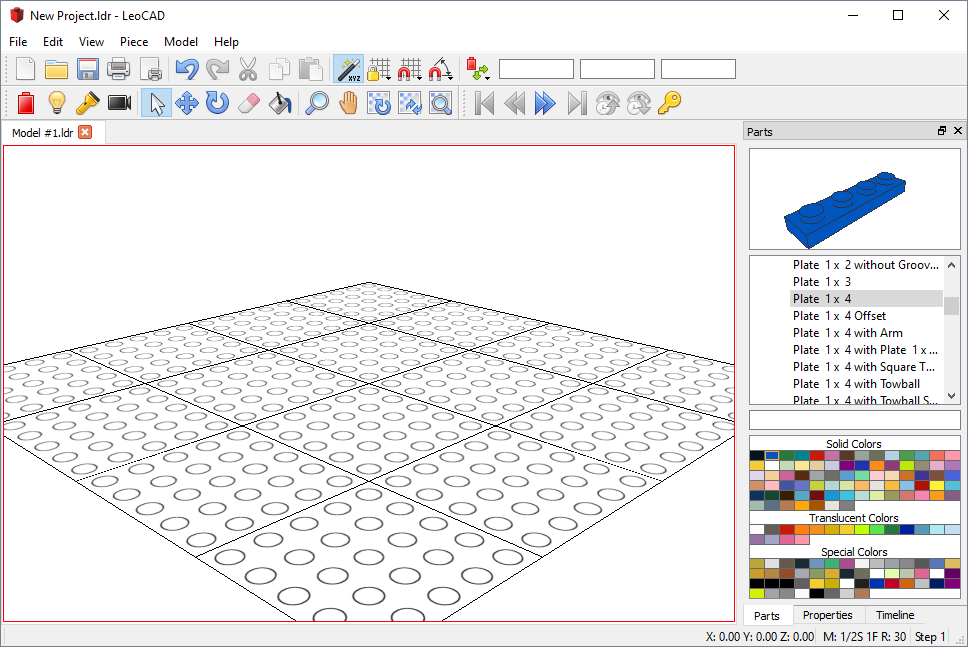 New Project.ldr - LeoCAD
File Edit View Piece Model Help
XYZ
Model #1.ldr
Parts
Plate 1 x 2 without Groov...
Plate 1 x 3
Plate 1 x 4
Plate 1 x 4 Offset
Plate 1 x 4 with Arm
Plate 1 x 4 with Plate 1 x ...
Plate 1 x 4 with Square T...
Plate 1 x 4 with Towball
Plate 1 x 4 with Towball S...
Solid Colors
Translucent Colors
Special Colors
Parts Properties Timeline
X: 0.00 Y: 0.00 Z: 0.00 M: 1/2S 1F R: 30 Step 1